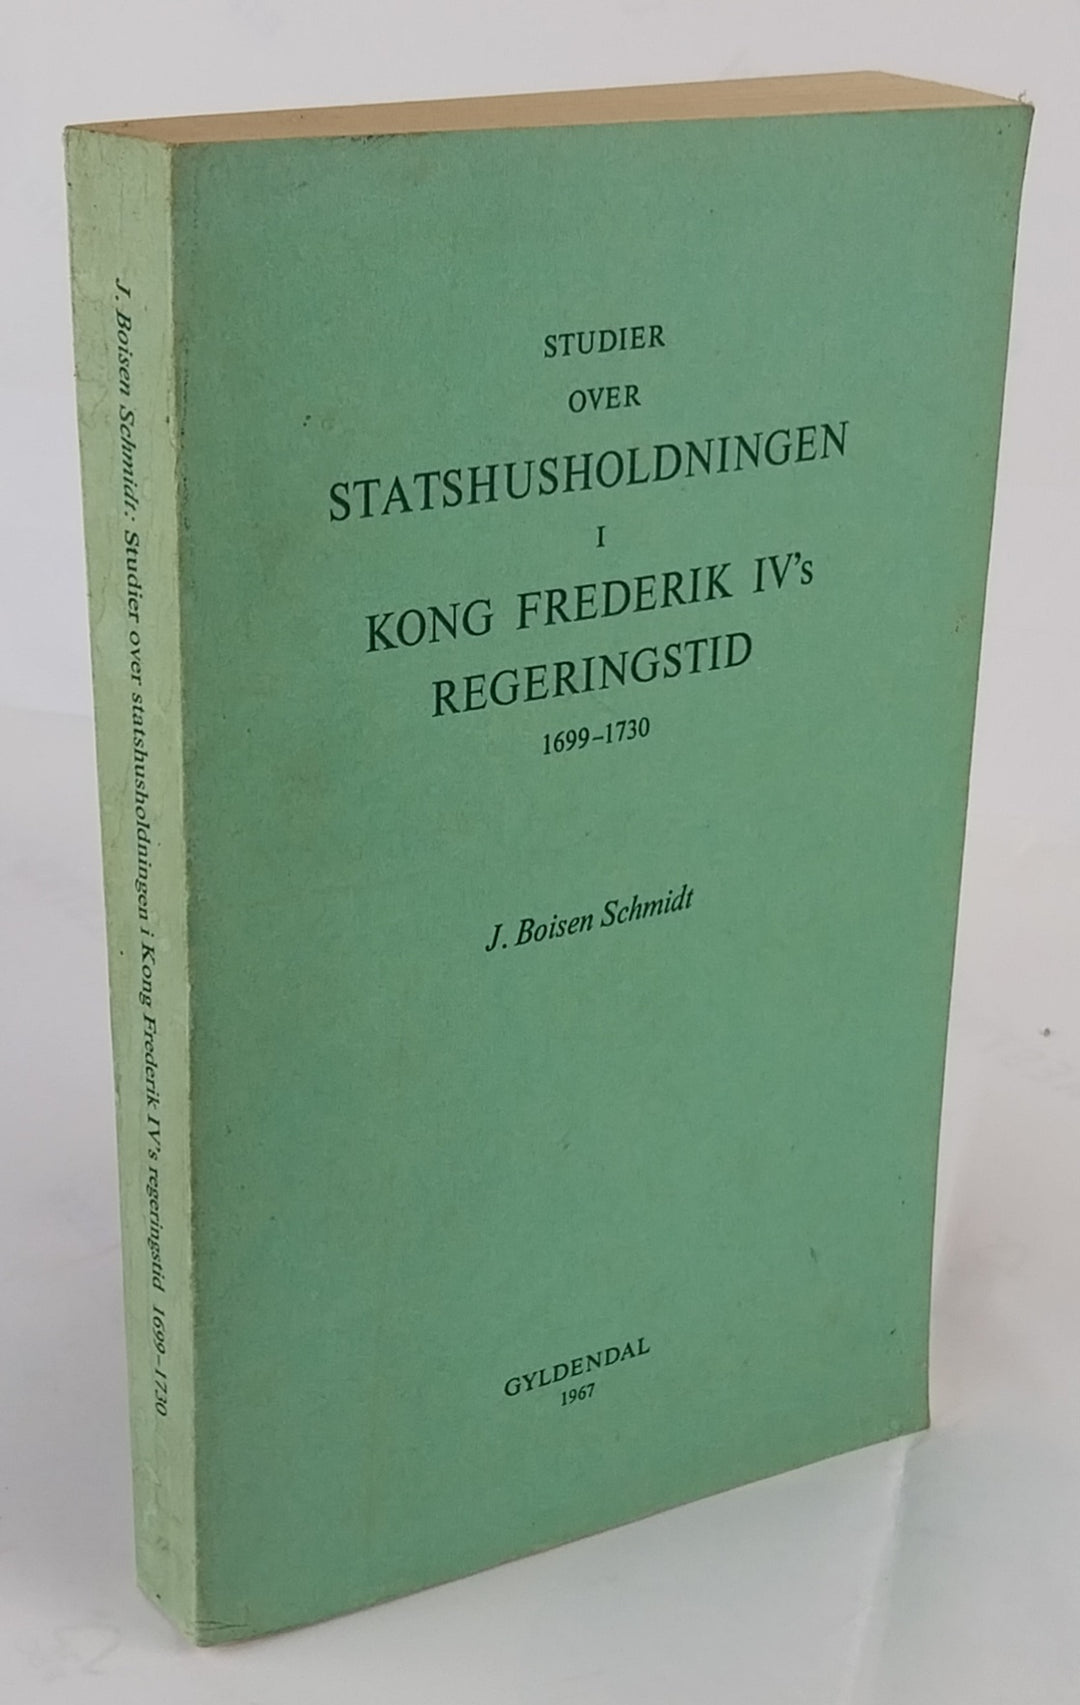 STUDIER
OVER
STATSHUSHOLDNINGEN
I
KONG FREDERIK IV's
REGERINGSTID
1699–1730
J. Boisen Schmidt
GYLDENDAL
1967
J. Boisen Schmidt: Studier over statshusholdningen i Kong Frederik IV's regeringstid 1699–1730